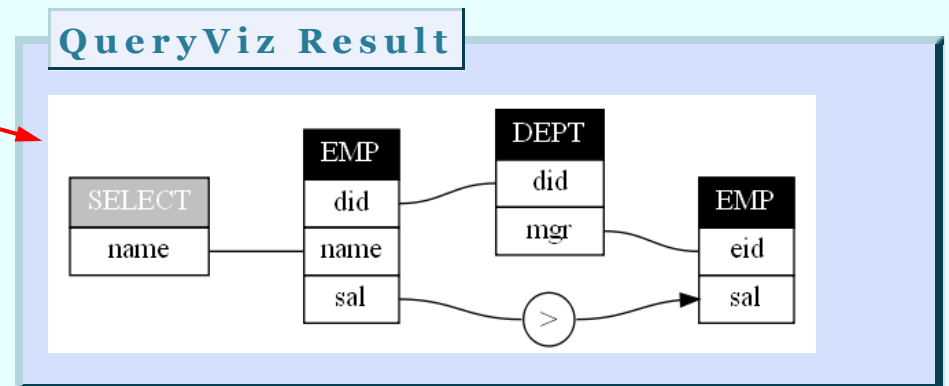 QueryViz Result
SELECT
name
EMP
did
name
sal
DEPT
did
mgr
>
EMP
eid
sal